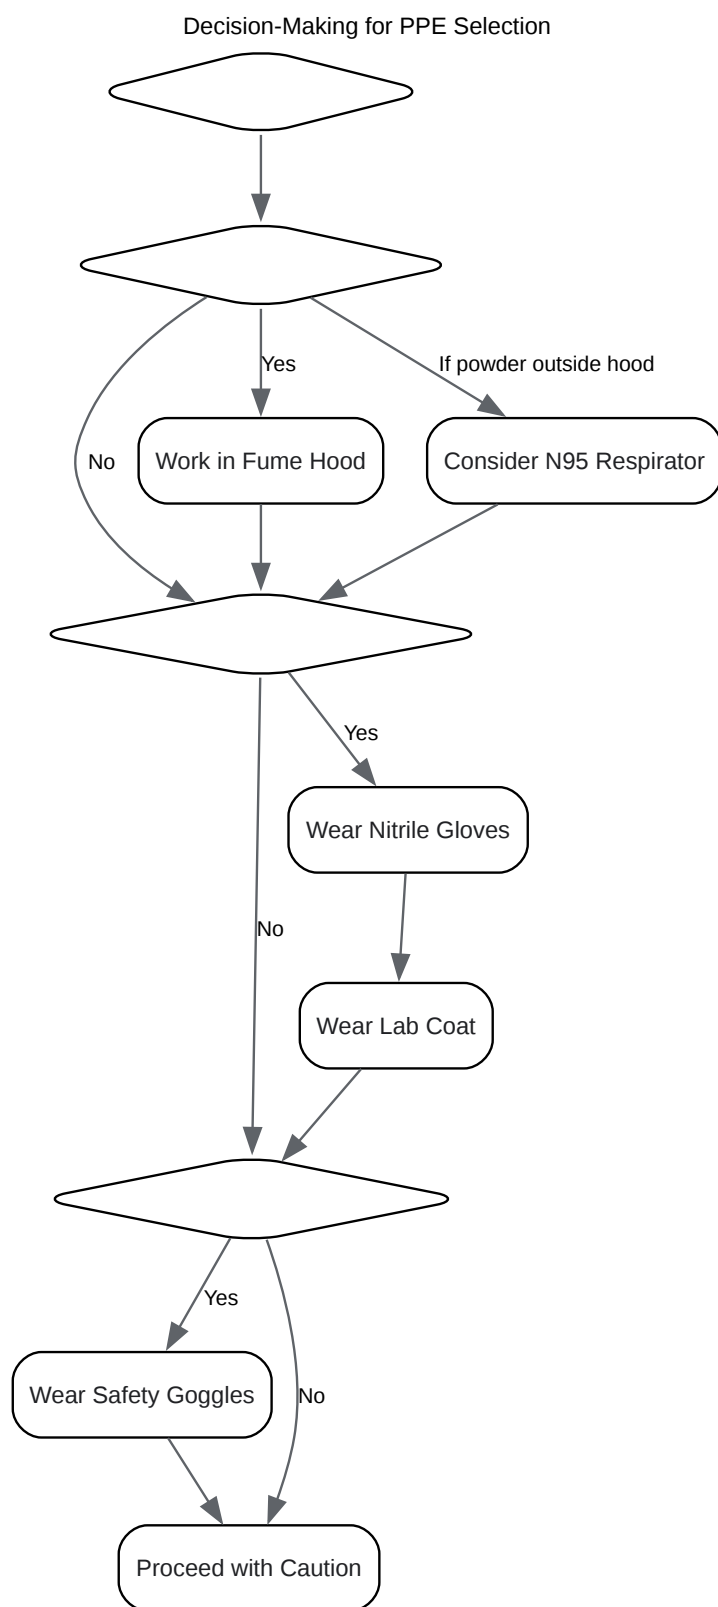 Decision-Making for PPE Selection
Yes
If powder outside hood
No
Work in Fume Hood
Consider N95 Respirator
Yes
Wear Nitrile Gloves
No
Wear Lab Coat
Yes
Wear Safety Goggles
No
Proceed with Caution